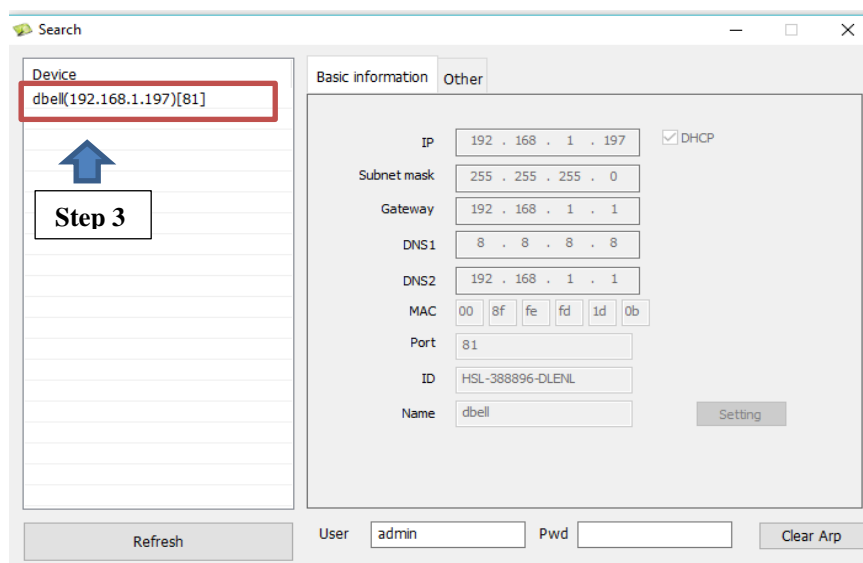 Search
Device
dbell(192.168.1.197)[81]
Step 3
Refresh
Basic information Other
IP 192 . 168 . 1 . 197 DHCP
Subnet mask 255 . 255 . 255 . 0
Gateway 192 . 168 . 1 . 1
DNS1 8 . 8 . 8 . 8
DNS2 192 . 168 . 1 . 1
MAC 00 8f fe fd 1d 0b
Port 81
ID HSL-388896-DLENL
Name dbell Setting
User admin Pwd Clear Arp